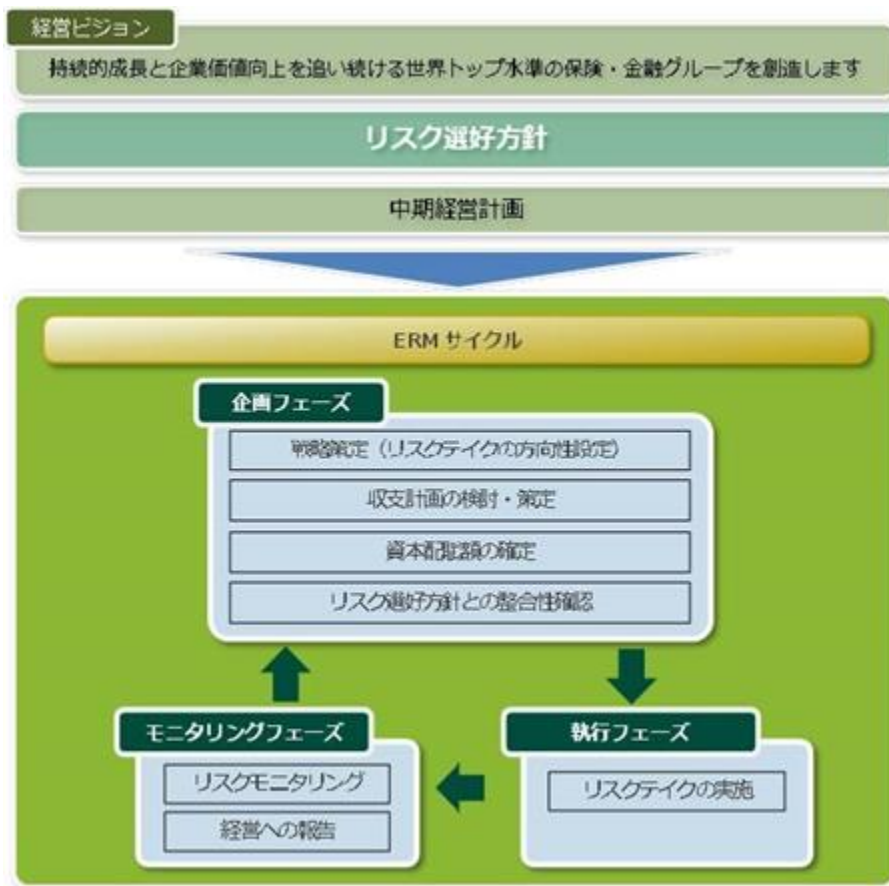 経営ビジョン
持続的成長と企業価値向上を追い続ける世界トップ水準の保険・金融グループを創造します
リスク選好方針
中期経営計画
ERM サイクル
企画フェーズ
戦略策定（リスクテイクの方向性設定）
収支計画の検討・策定
資本配賦額の確定
リスク選好方針との整合性確認
モニタリングフェーズ
リスクモニタリング
経営への報告
執行フェーズ
リスクテイクの実施